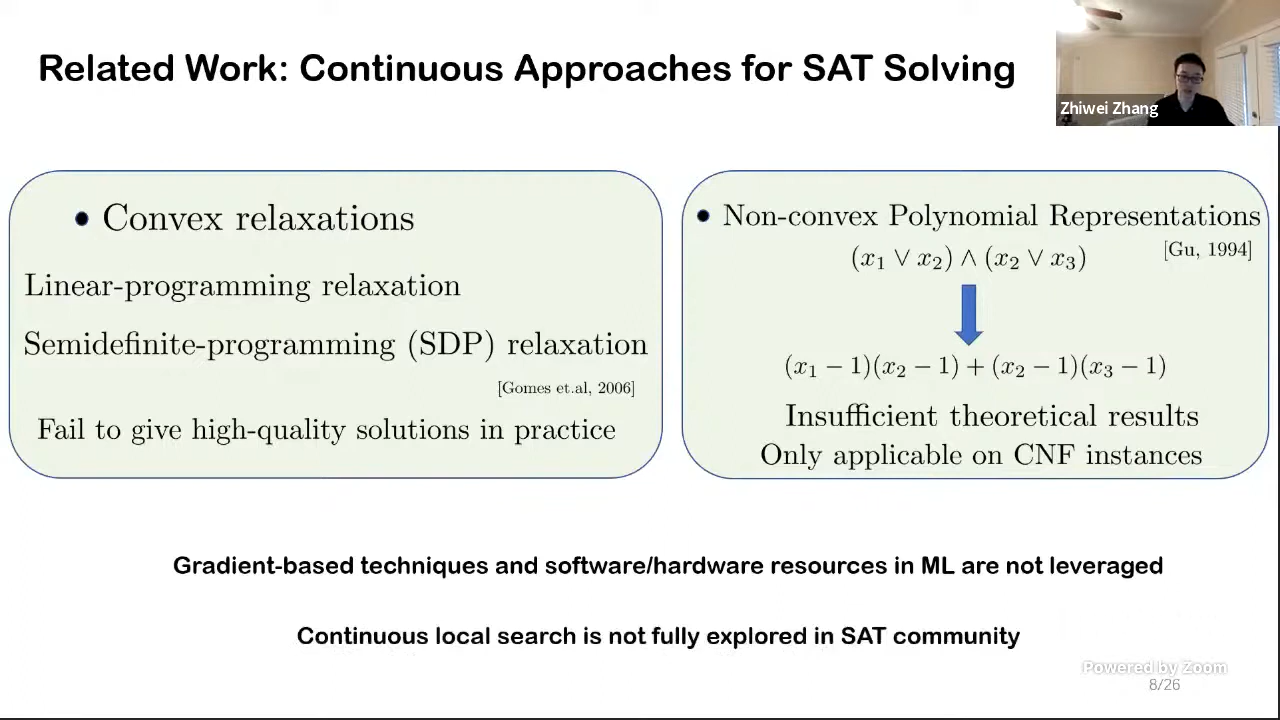 Related Work: Continuous Approaches for SAT Solving
Zhiwei Zhang
• Convex relaxations
Linear-programming relaxation
Semidefinite-programming (SDP) relaxation
[Gomes et.al, 2006]
Fail to give high-quality solutions in practice
• Non-convex Polynomial Representations
[Gu, 1994]
(x₁ ∨ x₂) ∧ (x₂ ∨ x₃)
(x₁ − 1)(x₂ − 1) + (x₂ − 1)(x₃ − 1)
Insufficient theoretical results
Only applicable on CNF instances
Gradient-based techniques and software/hardware resources in ML are not leveraged
Continuous local search is not fully explored in SAT community
Powered by Zoom
8/26